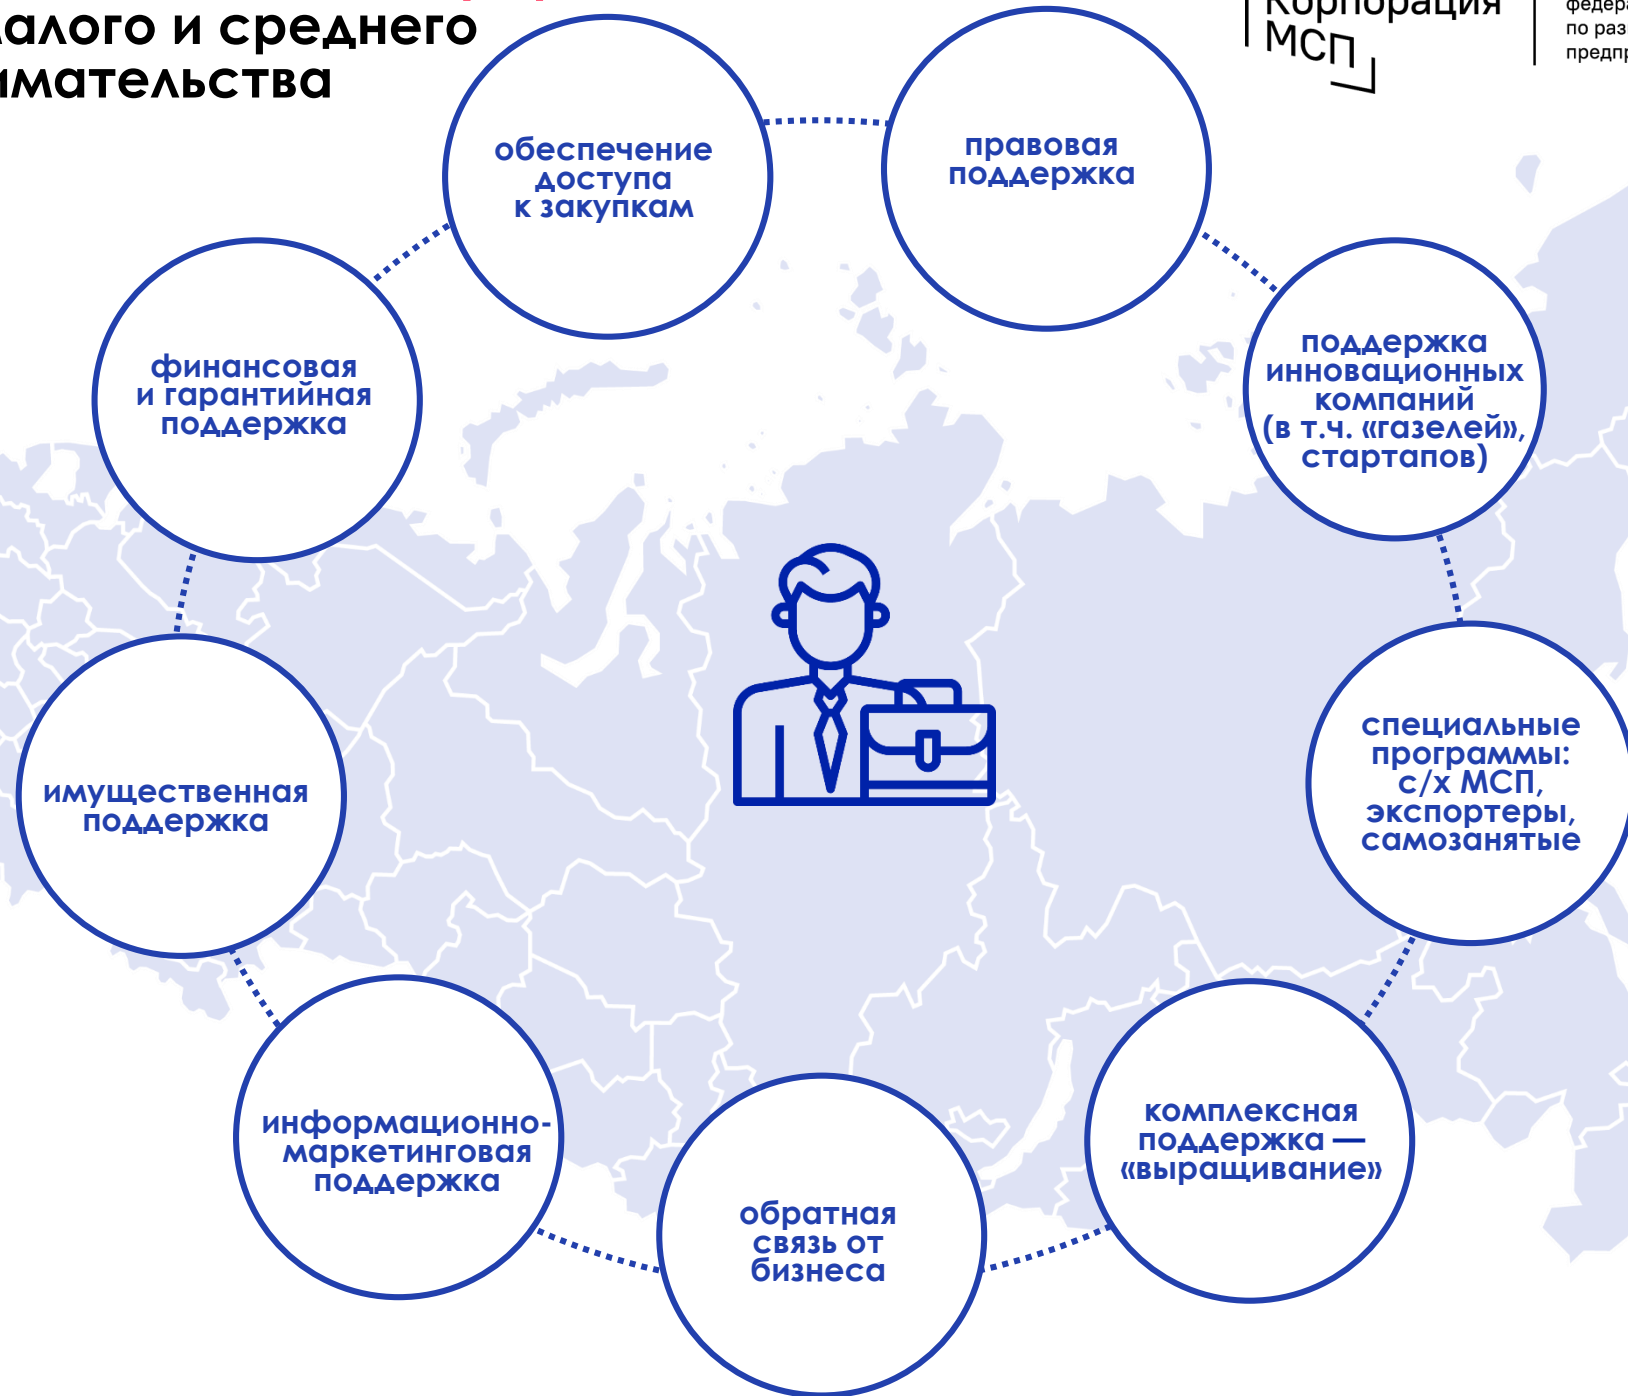 алого и среднего
имательства
Корпорация
МСП
по раз
предпр
обеспечение
доступа
к закупкам
правовая
поддержка
финансовая
и гарантийная
поддержка
поддержка
инновационных
компаний
(в т.ч. «газелей»,
стартапов)
имущественная
поддержка
специальные
программы:
с/х МСП,
экспортеры,
самозанятые
информационно-
маркетинговая
поддержка
обратная
связь от
бизнеса
комплексная
поддержка —
«выращивание»